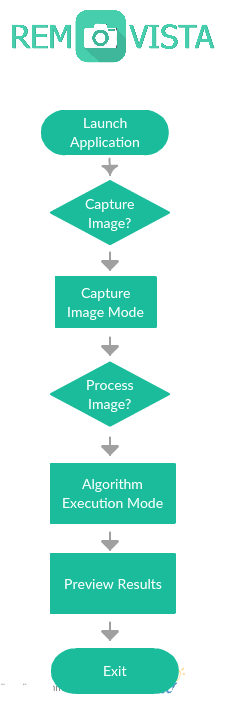 REM VISTA
Launch
Application
Capture
Image?
Capture
Image Mode
Process
Image?
Algorithm
Execution Mode
Preview Results
Exit